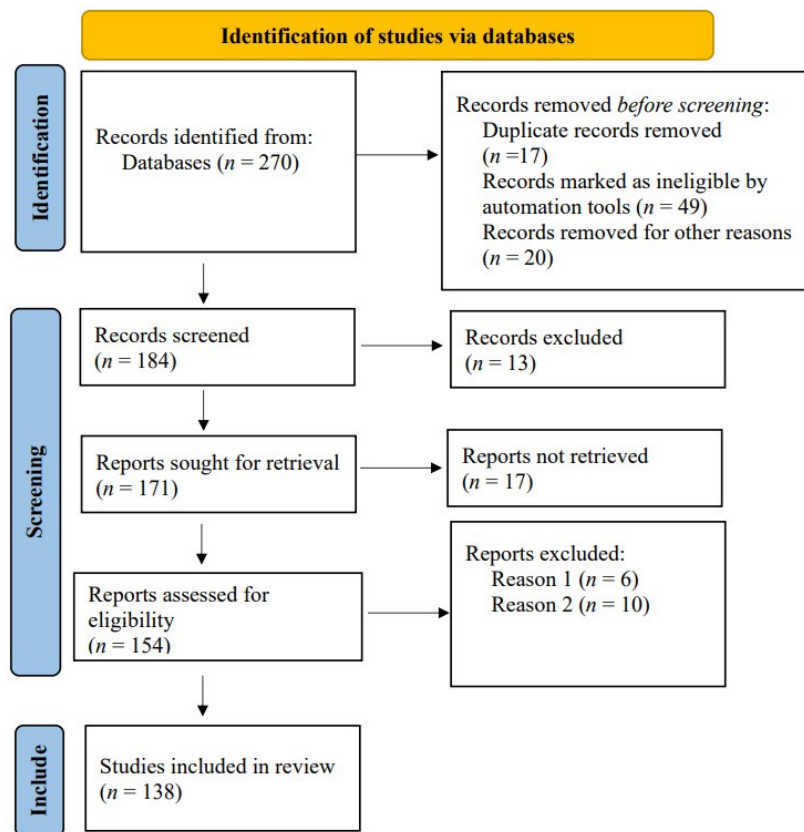 Identification of studies via databases
Identification
Records identified from:
Databases (n = 270)
Records removed before screening:
Duplicate records removed
(n =17)
Records marked as ineligible by
automation tools (n = 49)
Records removed for other reasons
(n = 20)
Screening
Records screened
(n = 184)
Records excluded
(n = 13)
Reports sought for retrieval
(n = 171)
Reports not retrieved
(n = 17)
Reports assessed for
eligibility
(n = 154)
Reports excluded:
Reason 1 (n = 6)
Reason 2 (n = 10)
Include
Studies included in review
(n = 138)